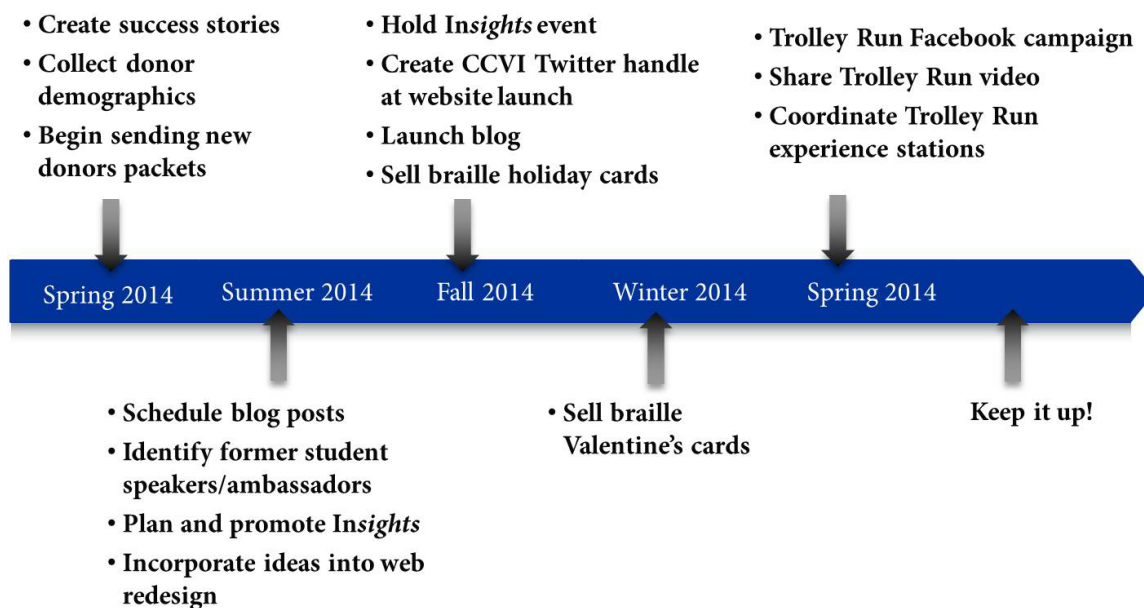 • Create success stories
• Collect donor
demographics
• Begin sending new
donors packets
• Hold Insights event
• Create CCVI Twitter handle
at website launch
• Launch blog
• Sell braille holiday cards
• Trolley Run Facebook campaign
• Share Trolley Run video
• Coordinate Trolley Run
experience stations
Spring 2014
Summer 2014
Fall 2014
Winter 2014
Spring 2014
• Schedule blog posts
• Identify former student
speakers/ambassadors
• Plan and promote Insights
• Incorporate ideas into web
redesign
• Sell braille
Valentine’s cards
Keep it up!